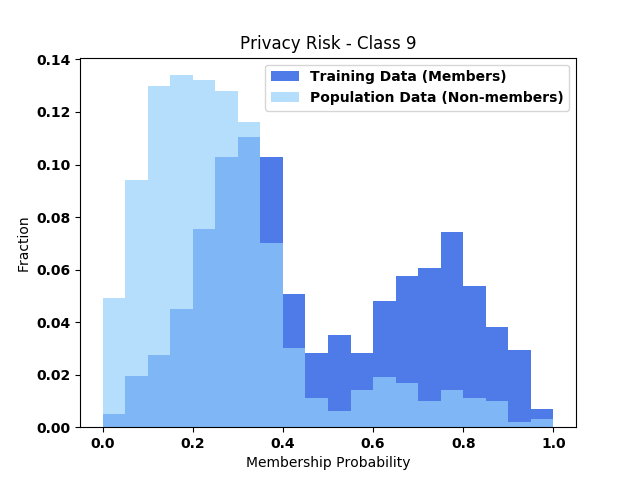 Privacy Risk - Class 9
Training Data (Members)
Population Data (Non-members)
0.14
0.12
0.10
0.08
0.06
0.04
0.02
0.00
Fraction
0.0 0.2 0.4 0.6 0.8 1.0
Membership Probability